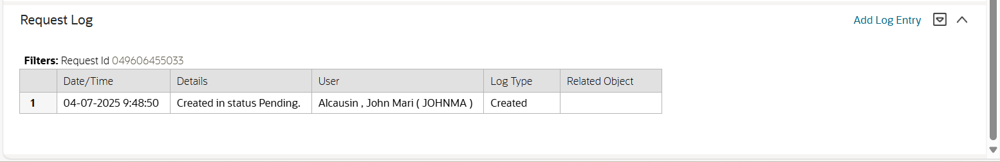 Request Log
Add Log Entry
Filters: Request Id 049606455033
Date/Time Details User Log Type Related Object
1 04-07-2025 9:48:50 Created in status Pending. Alcausin , John Mari ( JOHNMA ) Created